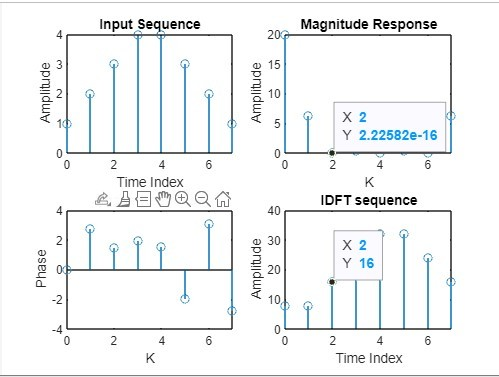 Input Sequence
Amplitude
4
3
2
1
0
0 2 4 6
Time Index
Magnitude Response
Amplitude
20
15
10
5
0
X 2
Y 2.22582e-16
0 2 4 6
K
Phase
4
2
0
-2
-4
0 2 4 6
K
IDFT sequence
Amplitude
40
30
20
10
0
X 2
Y 16
0 2 4 6
Time Index